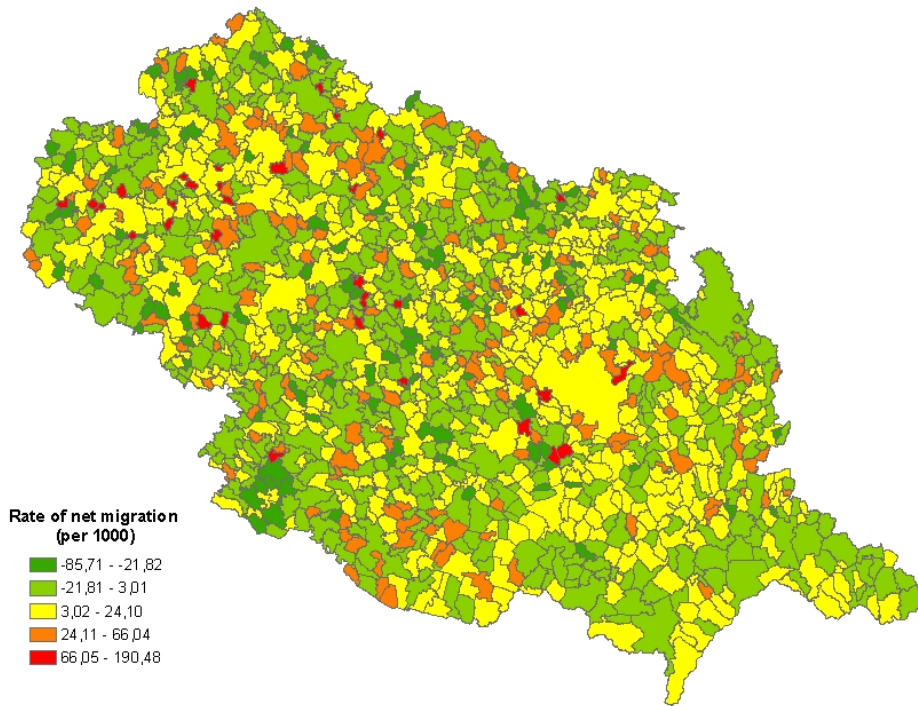 Rate of net migration
(per 1000)
-85,71 - -21,82
-21,81 - 3,01
3,02 - 24,10
24,11 - 66,04
66,05 - 190,48